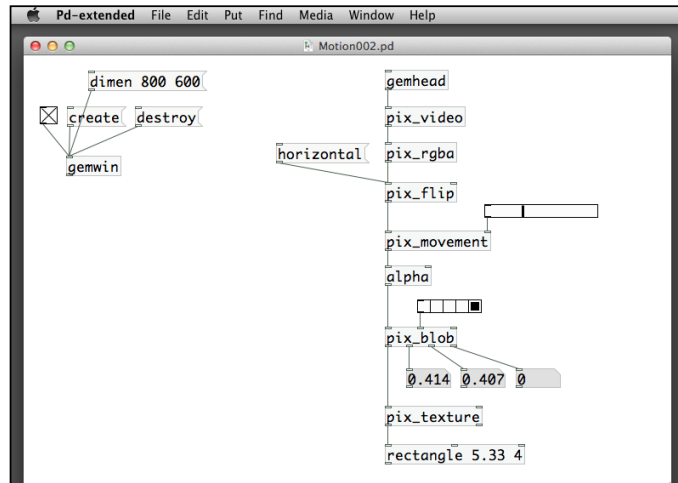 Pd-extended File Edit Put Find Media Window Help
Motion002.pd
dimen 800 600
create destroy
gemwin
gemhead
pix_video
pix_rgba
horizontal
pix_flip
pix_movement
alpha
pix_blob
0.414 0.407 0
pix_texture
rectangle 5.33 4